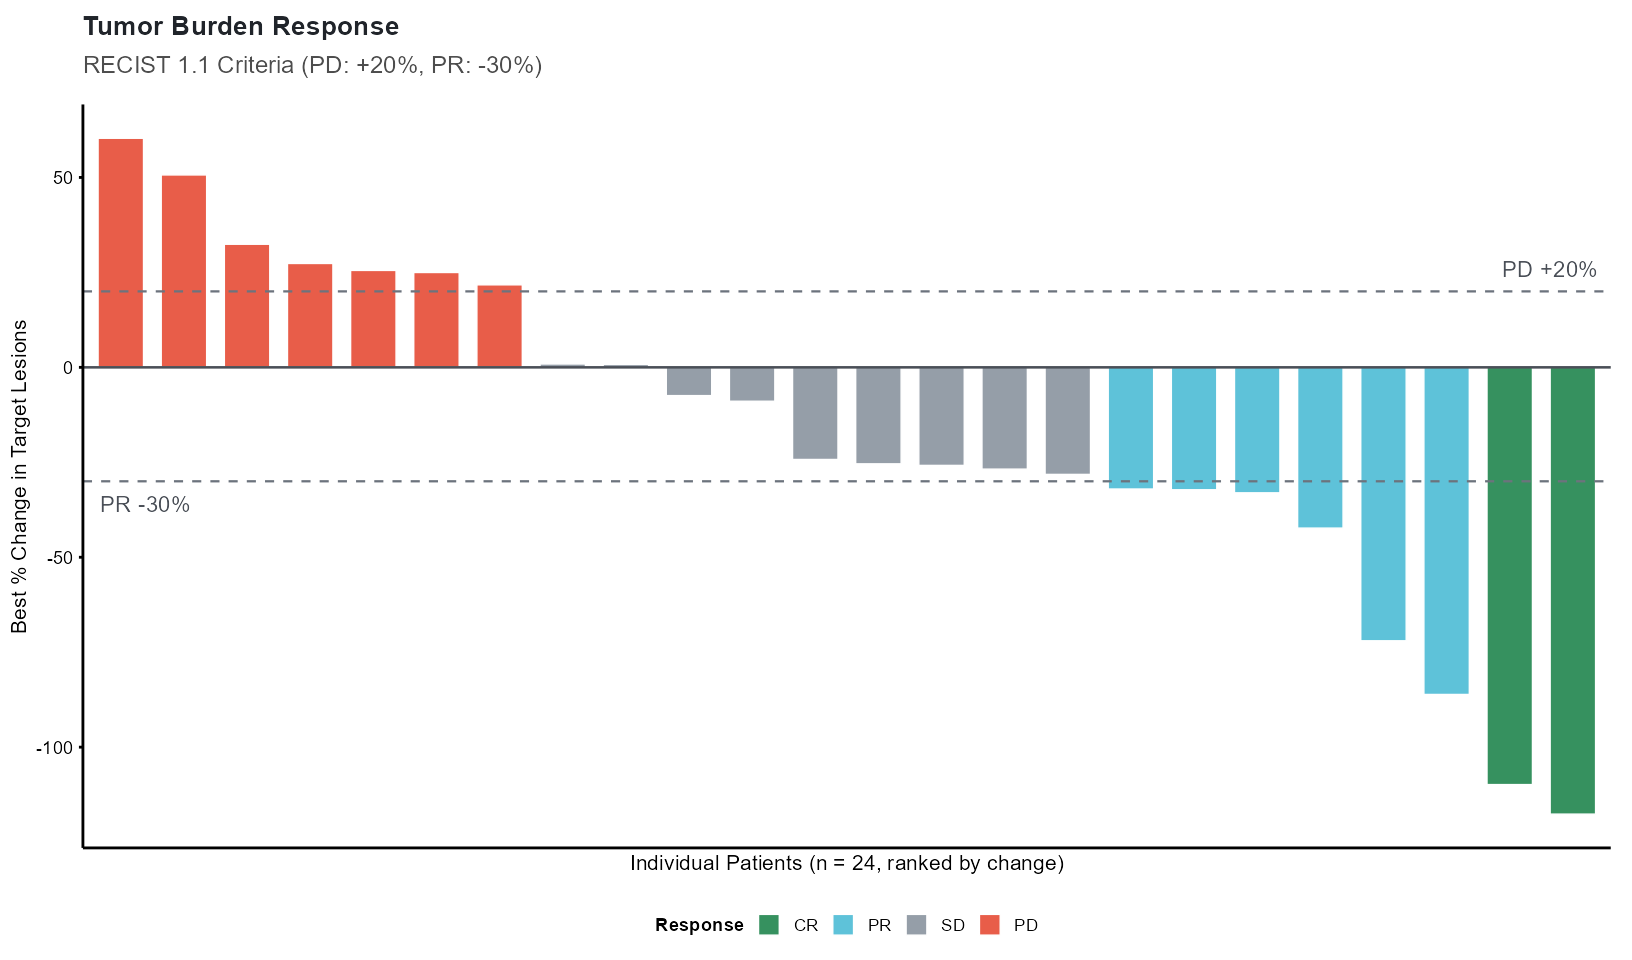 Tumor Burden Response
RECIST 1.1 Criteria (PD: +20%, PR: -30%)
Best % Change in Target Lesions
50
0
-50
-100
PD +20%
PR -30%
Individual Patients (n = 24, ranked by change)
Response CR PR SD PD